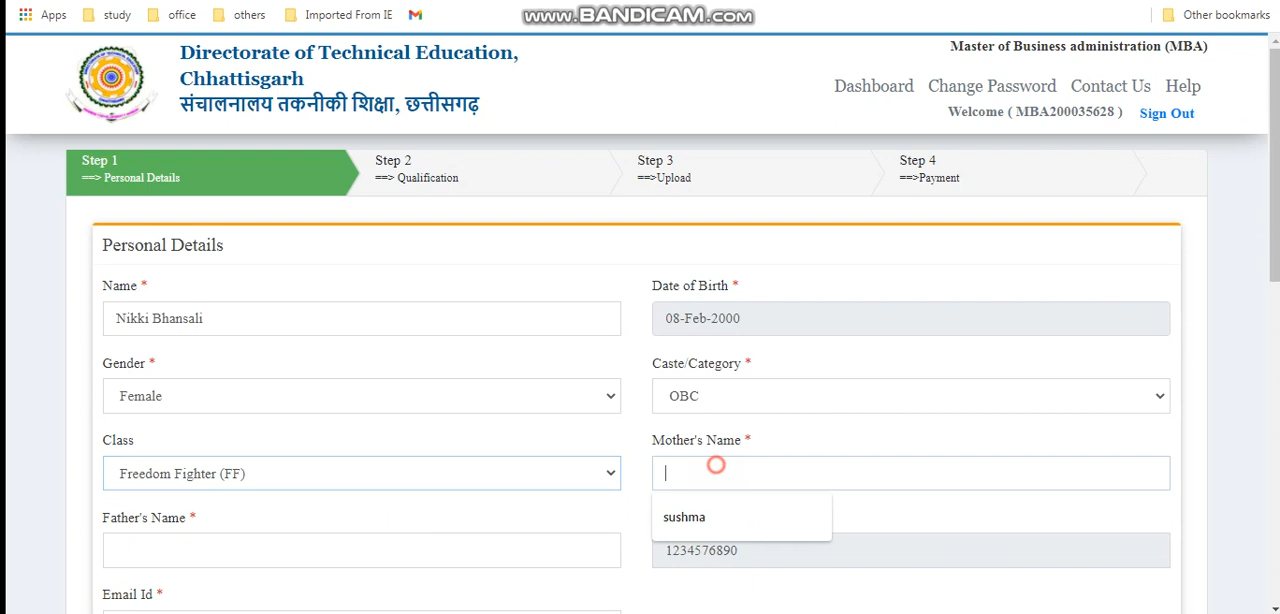 Apps study office others Imported From IE www.BANDICAM.com Other bookmarks
Directorate of Technical Education,
Chhattisgarh
संचालनालय तकनीकी शिक्षा, छत्तीसगढ़
Master of Business administration (MBA)
Dashboard Change Password Contact Us Help
Welcome ( MBA200035628 ) Sign Out
Step 1
==> Personal Details
Step 2
==> Qualification
Step 3
==>Upload
Step 4
==>Payment
Personal Details
Name *
Nikki Bhansali
Date of Birth *
08-Feb-2000
Gender *
Female
Caste/Category *
OBC
Class
Freedom Fighter (FF)
Mother's Name *
sushma
Father's Name *
1234576890
Email Id *